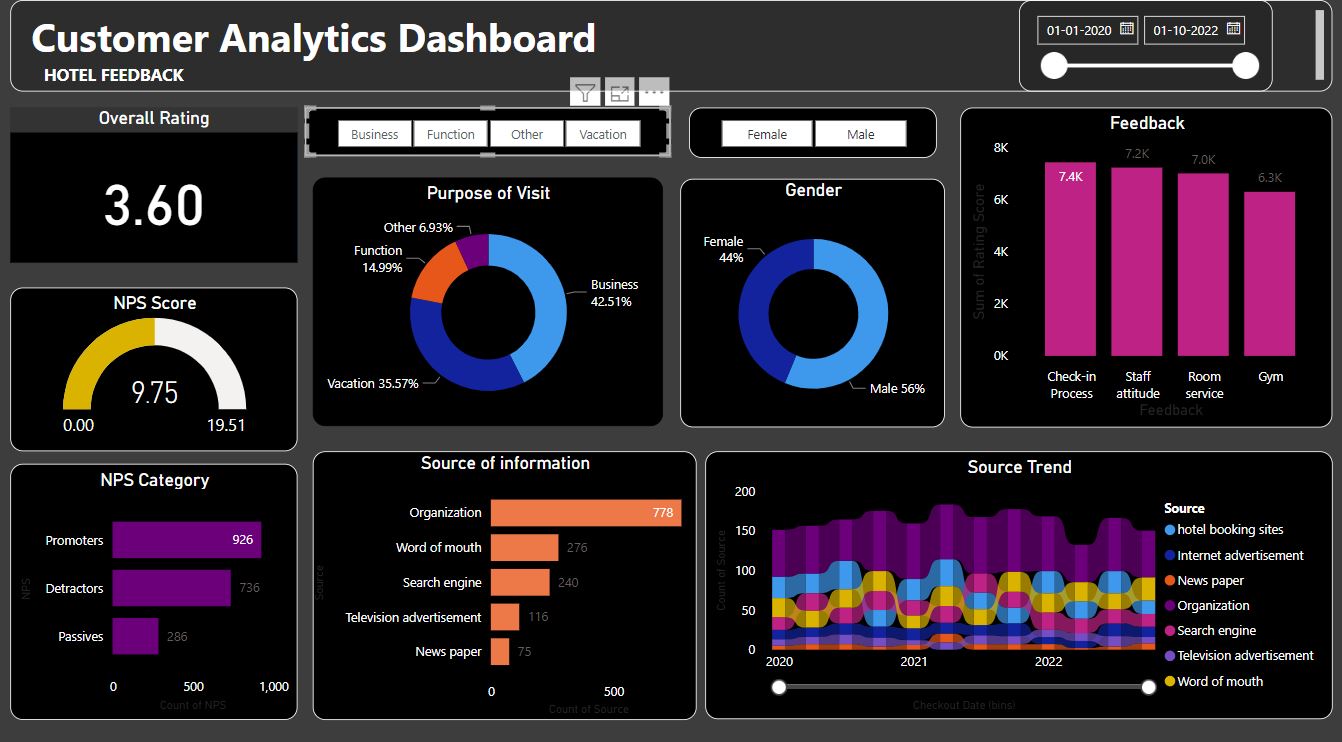 Customer Analytics Dashboard
HOTEL FEEDBACK
01-01-2020
01-10-2022
Overall Rating
3.60
Business
Function
Other
Vacation
Female
Male
NPS Score
9.75
0.00
19.51
Purpose of Visit
Other 6.93%
Function
14.99%
Business
42.51%
Vacation 35.57%
Gender
Female
44%
Male 56%
Feedback
Sum of Rating Score
8K
6K
4K
2K
0K
7.4K
7.2K
7.0K
6.3K
Check-in
Process
Staff
attitude
Room
service
Gym
Feedback
NPS Category
NPS
Promoters
926
Detractors
736
Passives
286
0
500
1,000
Count of NPS
Source of information
Source
Organization
778
Word of mouth
276
Search engine
240
Television advertisement
116
News paper
75
0
500
Count of Source
Source Trend
Count of Source
200
150
100
50
0
2020
2021
2022
Checkout Date (bins)
Source
hotel booking sites
Internet advertisement
News paper
Organization
Search engine
Television advertisement
Word of mouth